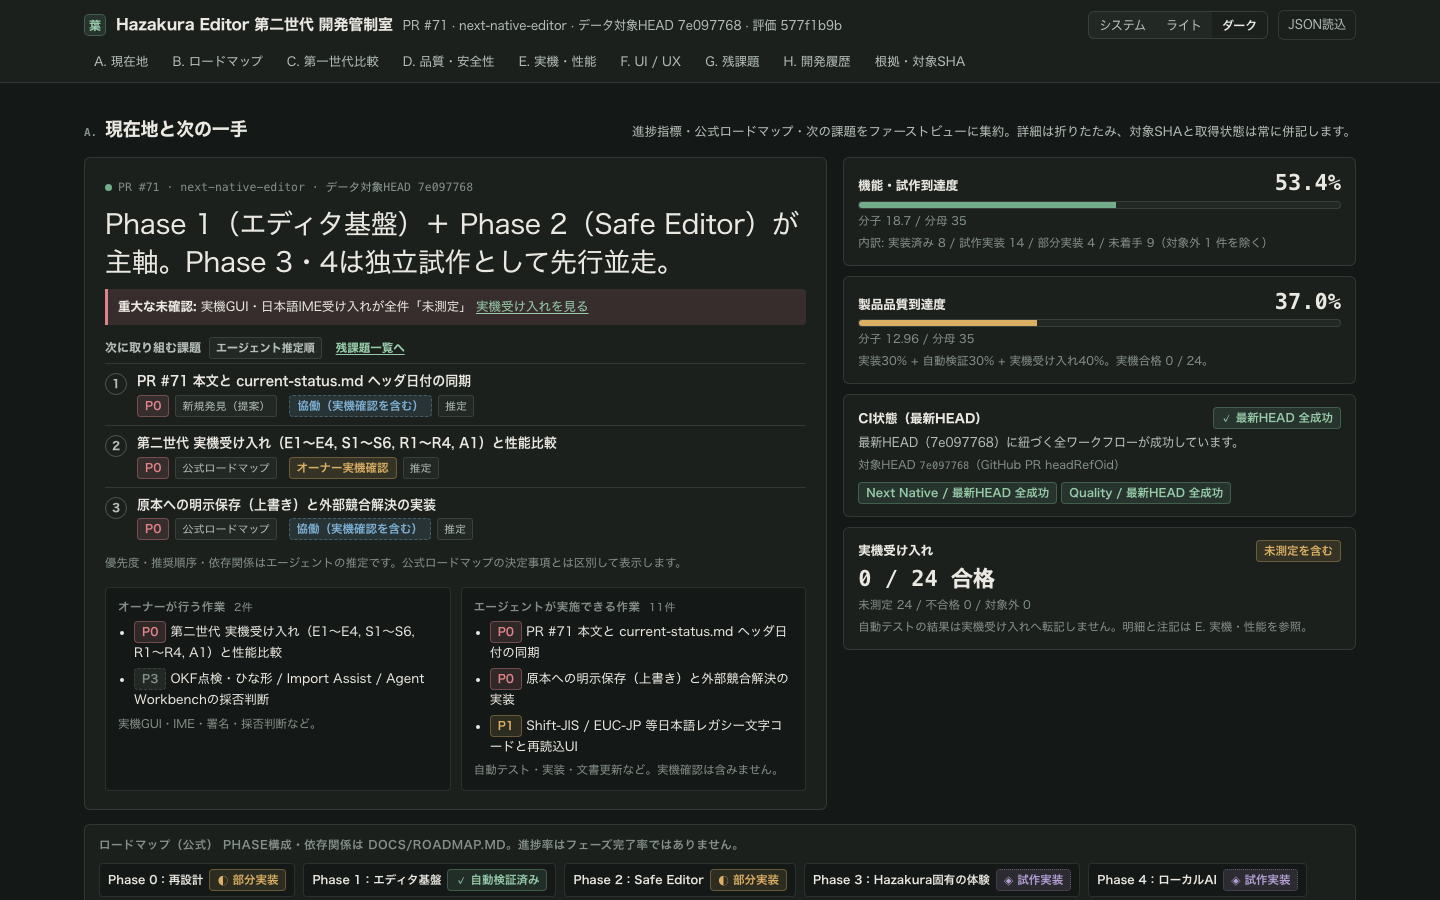 葉 Hazakura Editor 第二世代 開発管制室 PR #71 · next-native-editor · データ対象HEAD 7e097768 · 評価 577f1b9b システム ライト ダーク JSON読込
A. 現在地 B. ロードマップ C. 第一世代比較 D. 品質・安全性 E. 実機・性能 F. UI / UX G. 残課題 H. 開発履歴 根拠・対象SHA
A. 現在地と次の一手
進捗指標・公式ロードマップ・次の課題をファーストビューに集約。詳細は折りたたみ、対象SHAと取得状態は常に併記します。
PR #71 · next-native-editor · データ対象HEAD 7e097768
Phase 1（エディタ基盤）＋ Phase 2（Safe Editor）が
主軸。Phase 3・4は独立試作として先行並走。
重大な未確認: 実機GUI・日本語IME受け入れが全件「未測定」 実機受け入れを見る
次に取り組む課題 エージェント推定順 残課題一覧へ
1 PR #71 本文と current-status.md ヘッダ日付の同期
P0 新規発見（提案） 協働（実機確認を含む） 推定
2 第二世代 実機受け入れ（E1〜E4, S1〜S6, R1〜R4, A1）と性能比較
P0 公式ロードマップ オーナー実機確認 推定
3 原本への明示保存（上書き）と外部競合解決の実装
P0 公式ロードマップ 協働（実機確認を含む） 推定
優先度・推奨順序・依存関係はエージェントの推定です。公式ロードマップの決定事項とは区別して表示します。
オーナーが行う作業 2件
• P0 第二世代 実機受け入れ（E1〜E4, S1〜S6,
R1〜R4, A1）と性能比較
• P3 OKF点検・ひな形 / Import Assist / Agent
Workbenchの採否判断
実機GUI・IME・署名・採否判断など。
エージェントが実施できる作業 11件
• P0 PR #71 本文と current-status.md ヘッダ日
付の同期
• P0 原本への明示保存（上書き）と外部競合解決の
実装
• P1 Shift-JIS / EUC-JP 等日本語レガシー文字コ
ードと再読込UI
自動テスト・実装・文書更新など。実機確認は含みません。
機能・試作到達度 53.4%
分子 18.7 / 分母 35
内訳: 実装済み 8 / 試作実装 14 / 部分実装 4 / 未着手 9（対象外 1 件を除く）
製品品質到達度 37.0%
分子 12.96 / 分母 35
実装30% + 自動検証30% + 実機受け入れ40%。実機合格 0 / 24。
CI状態（最新HEAD） ✓ 最新HEAD 全成功
最新HEAD（7e097768）に紐づく全ワークフローが成功しています。
対象HEAD 7e097768（GitHub PR headRefOid）
Next Native / 最新HEAD 全成功 Quality / 最新HEAD 全成功
実機受け入れ 未測定を含む
0 / 24 合格
未測定 24 / 不合格 0 / 対象外 0
自動テストの結果は実機受け入れへ転記しません。明細と注記は E. 実機・性能を参照。
ロードマップ（公式） PHASE構成・依存関係は DOCS/ROADMAP.MD。進捗率はフェーズ完了率ではありません。
Phase 0：再設計 ◐ 部分実装 Phase 1：エディタ基盤 ✓ 自動検証済み Phase 2：Safe Editor ◐ 部分実装 Phase 3：Hazakura固有の体験 ◈ 試作実装 Phase 4：ローカルAI ◈ 試作実装